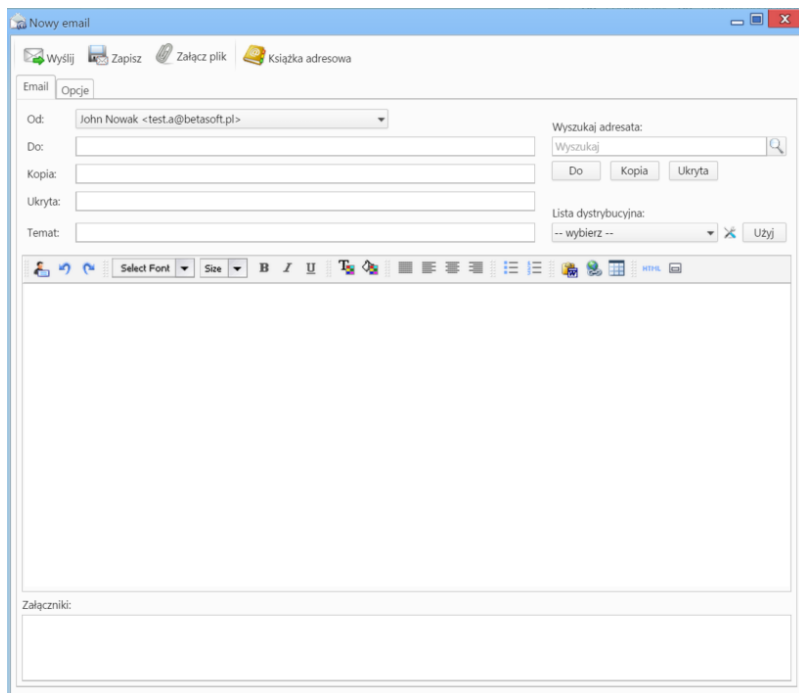 Nowy email
Wyślij Zapisz Załącz plik Książka adresowa
Email Opcje
Od: John Nowak <test.a@betasoft.pl>
Wyszukaj adresata:
Do: Wyszukaj
Kopia: Do Kopia Ukryta
Ukryta:
Lista dystrybucyjna:
Temat: -- wybierz -- Użyj
Select Font Size B I U HTML
Załączniki: